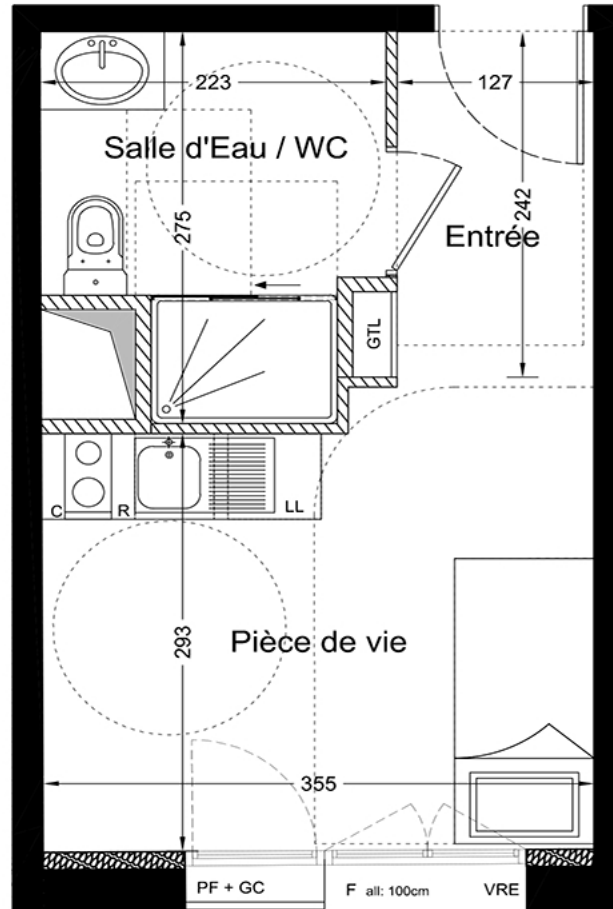 223
127
Salle d'Eau / WC
275
242
Entrée
GTL
C
R
LL
293
Pièce de vie
355
PF + GC
F all: 100cm
VRE